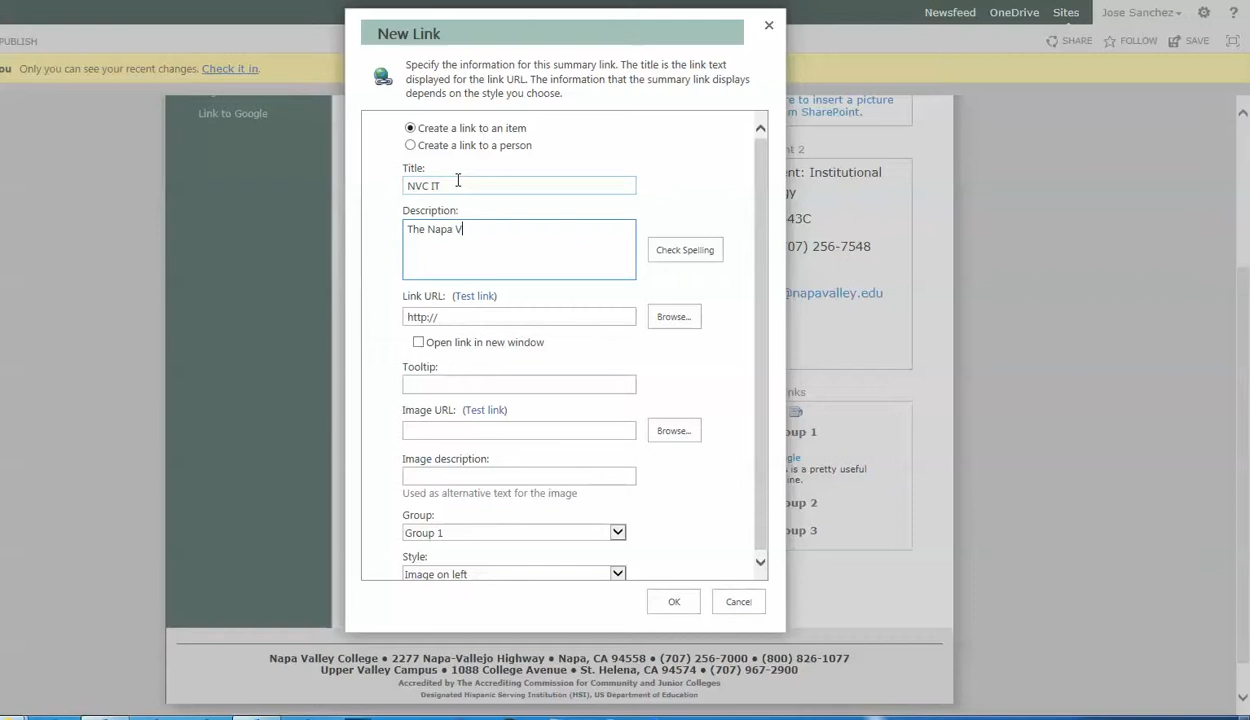 Newsfeed OneDrive Sites Jose Sanchez ?
PUBLISH SHARE FOLLOW SAVE
ou Only you can see your recent changes. Check it in.
New Link
Specify the information for this summary link. The title is the link text
displayed for the link URL. The information that the summary link displays
depends on the style you choose.
Link to Google
re to insert a picture
m SharePoint.
Create a link to an item
Create a link to a person
Title:
NVC IT
Description:
The Napa V
Check Spelling
Link URL: (Test link)
http://
Browse...
Open link in new window
Tooltip:
Image URL: (Test link)
Browse...
Image description:
Used as alternative text for the image
Group:
Group 1
Style:
Image on left
OK Cancel
nt 2
ent: Institutional
gy
43C
07) 256-7548
@napavalley.edu
nks
oup 1
gle
s is a pretty useful
ine.
oup 2
oup 3
Napa Valley College • 2277 Napa-Vallejo Highway • Napa, CA 94558 • (707) 256-7000 • (800) 826-1077
Upper Valley Campus • 1088 College Avenue • St. Helena, CA 94574 • (707) 967-2900
Accredited by The Accrediting Commission for Community and Junior Colleges
Designated Hispanic Serving Institution (HSI), US Department of Education